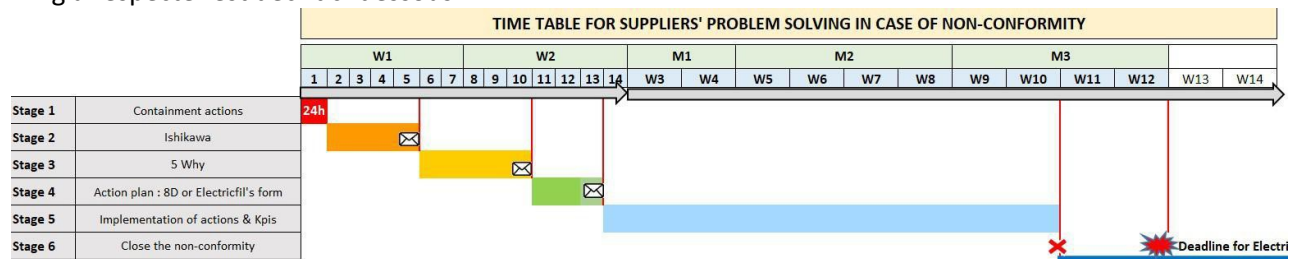 TIME TABLE FOR SUPPLIERS' PROBLEM SOLVING IN CASE OF NON-CONFORMITY
W1 W2 M1 M2 M3
1 2 3 4 5 6 7 8 9 10 11 12 13 14 W3 W4 W5 W6 W7 W8 W9 W10 W11 W12 W13 W14
Stage 1 Containment actions 24h
Stage 2 Ishikawa
Stage 3 5 Why
Stage 4 Action plan : 8D or Electricfil's form
Stage 5 Implementation of actions & Kpis
Stage 6 Close the non-conformity Deadline for Electri